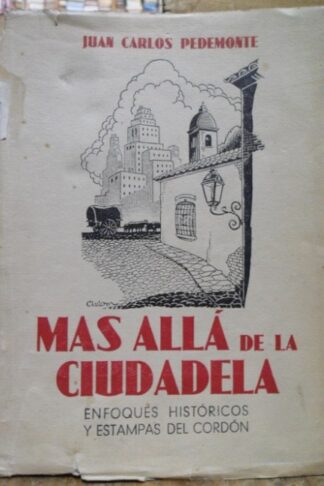 JUAN CARLOS PEDEMONTE
MAS ALLÁ DE LA
CIUDADELA
ENFOQUES HISTÓRICOS
Y ESTAMPAS DEL CORDÓN